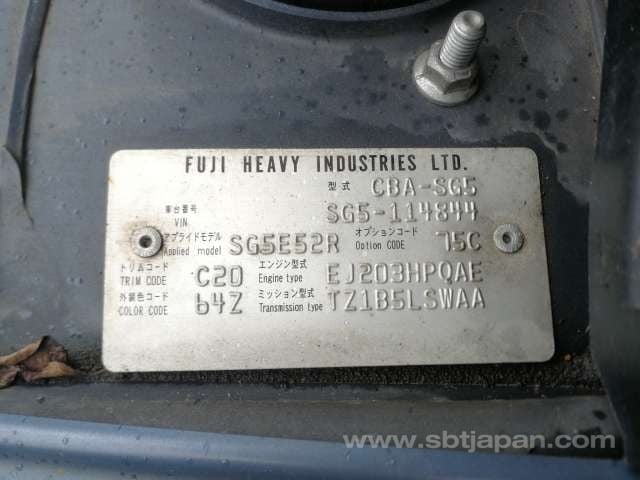 FUJI HEAVY INDUSTRIES LTD.
型式 CBA-SG5
車台番号 VIN SG5-114844
アプライドモデル Applied model SG5E52R オプションコード Option CODE 75C
トリムコード TRIM CODE C20 エンジン型式 Engine type EJ203HPQAE
外装色コード COLOR CODE 64Z ミッション型式 Transmission type TZ1B5LSWAA
www.sbtjapan.com